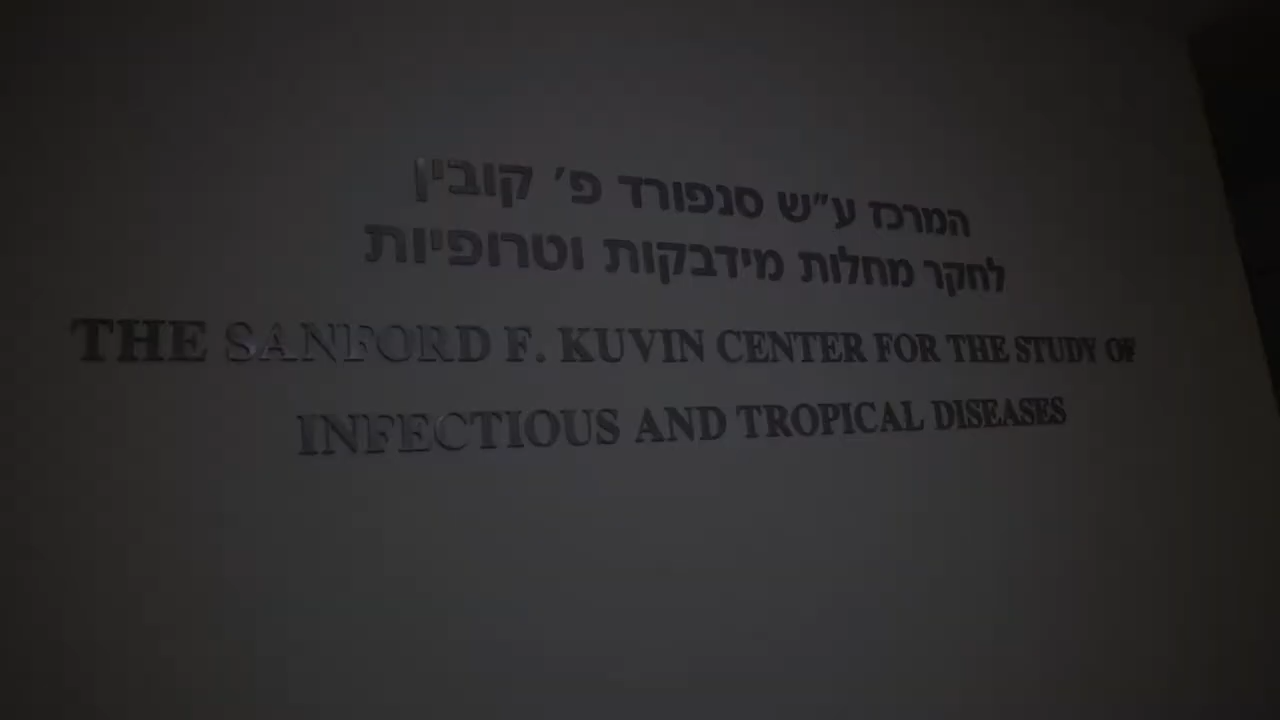 המרכז ע"ש סנפורד פ' קובין
לחקר מחלות מידבקות וטרופיות
THE SANFORD F. KUVIN CENTER FOR THE STUDY OF
INFECTIOUS AND TROPICAL DISEASES